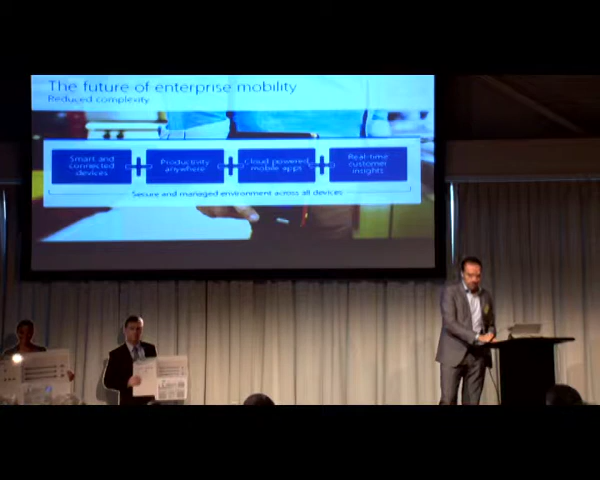 The future of enterprise mobility
Reduced complexity
Smart and
connected
devices
Productivity
anywhere
Cloud powered
mobile apps
Real-time
customer
insights
Secure and managed environment across all devices